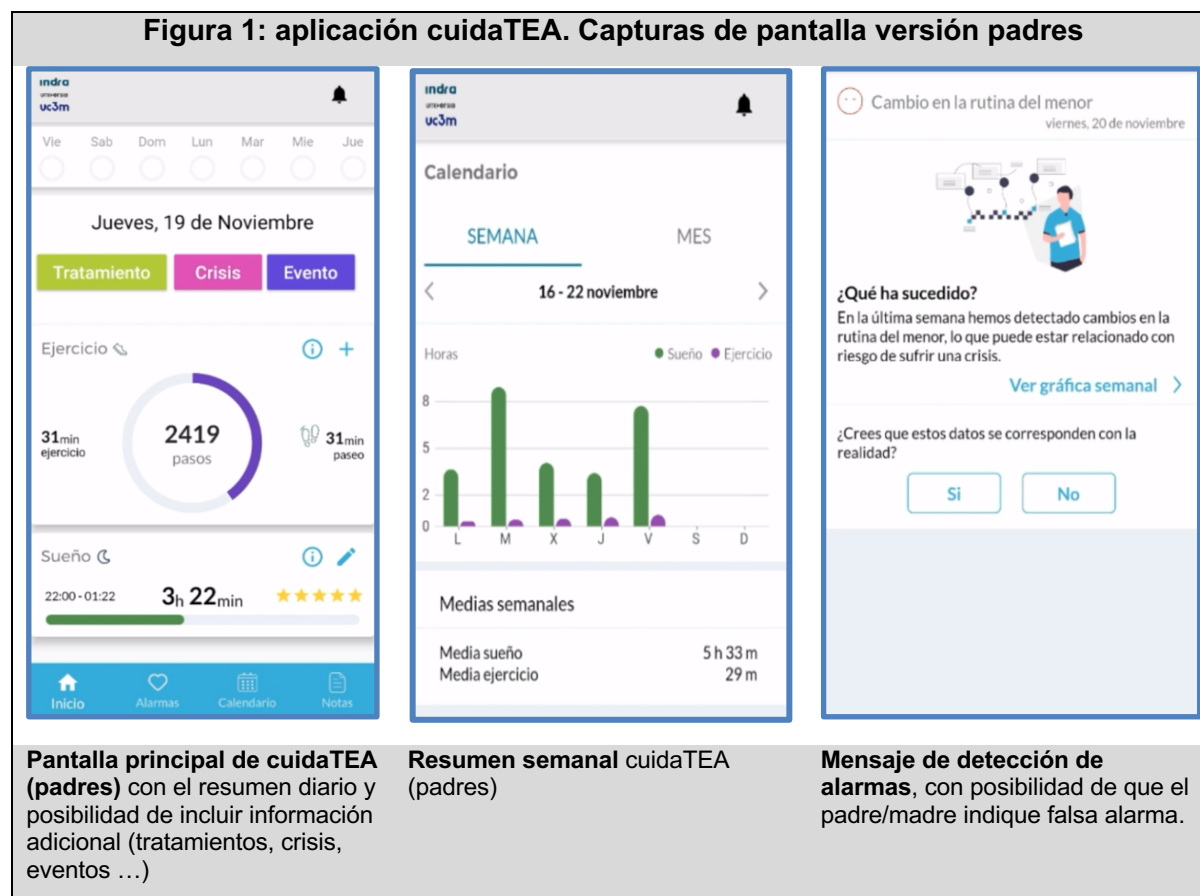 Figura 1: aplicación cuidaTEA. Capturas de pantalla versión padres
indra
universia
uc3m
Vie Sab Dom Lun Mar Mie Jue
Jueves, 19 de Noviembre
Tratamiento Crisis Evento
Ejercicio
31min
ejercicio
2419
pasos
31min
paseo
Sueño
22:00 - 01:22 3h 22min
Inicio Alarmas Calendario Notas
indra
universia
uc3m
Calendario
SEMANA MES
16 - 22 noviembre
Horas Sueño Ejercicio
8
5
2
0
L M X J V S D
Medias semanales
Media sueño 5 h 33 m
Media ejercicio 29 m
Cambio en la rutina del menor
viernes, 20 de noviembre
¿Qué ha sucedido?
En la última semana hemos detectado cambios en la
rutina del menor, lo que puede estar relacionado con
riesgo de sufrir una crisis.
Ver gráfica semanal
¿Crees que estos datos se corresponden con la
realidad?
Si No
Pantalla principal de cuidaTEA
(padres) con el resumen diario y
posibilidad de incluir información
adicional (tratamientos, crisis,
eventos …)
Resumen semanal cuidaTEA
(padres)
Mensaje de detección de
alarmas, con posibilidad de que el
padre/madre indique falsa alarma.